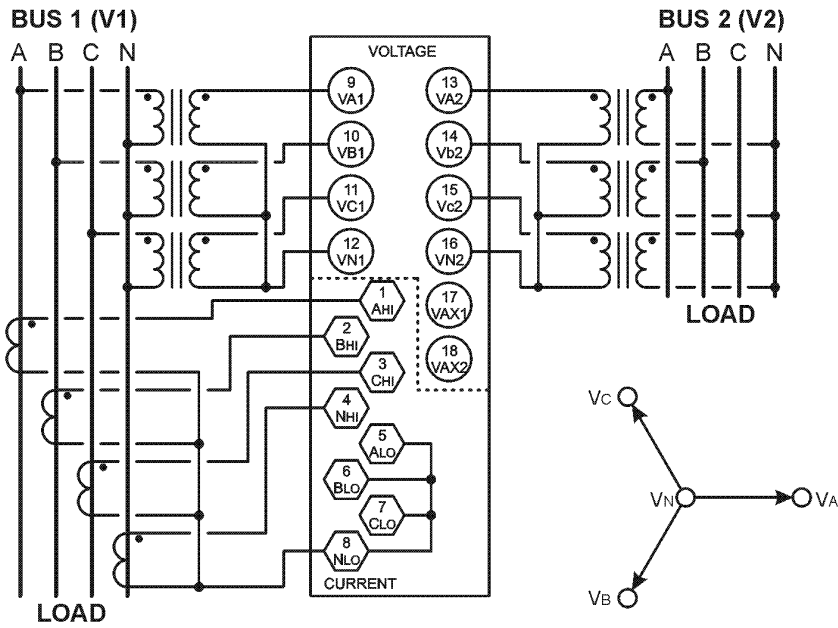 BUS 1 (V1)
BUS 2 (V2)
A B C N
A B C N
VOLTAGE
9
VA1
13
VA2
10
VB1
14
Vb2
11
VC1
15
Vc2
12
VN1
16
VN2
1
AHI
17
VAX1
2
BHI
18
VAX2
3
CHI
4
NHI
5
ALO
6
BLO
7
CLO
8
NLO
CURRENT
LOAD
LOAD
VC
VN
VA
VB